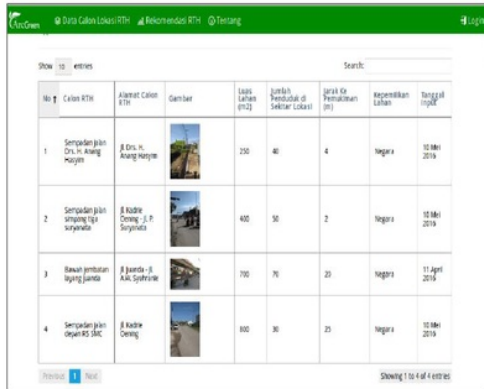 ArcGreen Data Calon Lokasi RTH Rekomendasi RTH Tentang Login
Show 10 entries Search:
No Calon RTH Alamat Calon RTH Gambar Luas Lahan (m2) Jumlah Penduduk di Sekitar Lokasi Jarak Ke Pemukiman (m) Kepemilikan Lahan Tanggal Input
1 Sempadan jalan Drs. H. Anang Hasyim Jl. Drs. H. Anang Hasyim 250 40 4 Negara 10 Mei 2016
2 Sempadan jalan simpang tiga suryanata Jl. Kadrie Oening - Jl. P. Suryanata 400 50 2 Negara 10 Mei 2016
3 Bawah jembatan layang juanda Jl. Juanda - Jl. A.W. Syahranie 700 70 20 Negara 11 April 2016
4 Sempadan jalan depan RS SMC Jl. Kadrie Oening 800 30 25 Negara 10 Mei 2016
Previous 1 Next Showing 1 to 4 of 4 entries